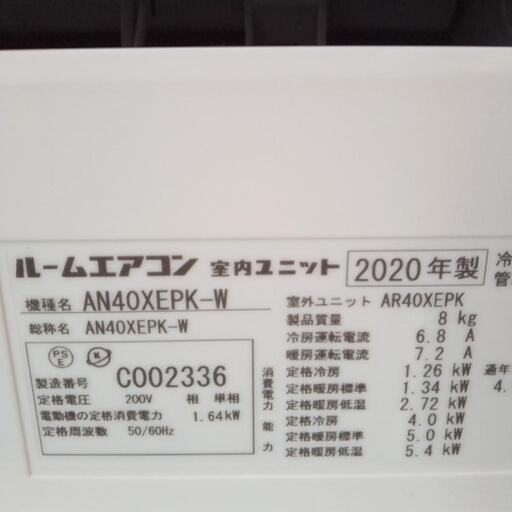 ルームエアコン 室内ユニット 2020年製 冷
機種名 AN40XEPK-W
総称名 AN40XEPK-W
PSE K
製造番号 C002336
定格電圧 200V 相 単相
電動機の定格消費電力 1.64kW
定格周波数 50/60Hz
室外ユニット AR40XEPK
製品質量 8 kg
冷房運転電流 6.8 A
暖房運転電流 7.2 A
消費電力
定格冷房 1.26 kW
定格暖房標準 1.34 kW
定格暖房低温 2.72 kW
能力
定格冷房 4.0 kW
定格暖房標準 5.0 kW
定格暖房低温 5.4 kW
管
通年
4.